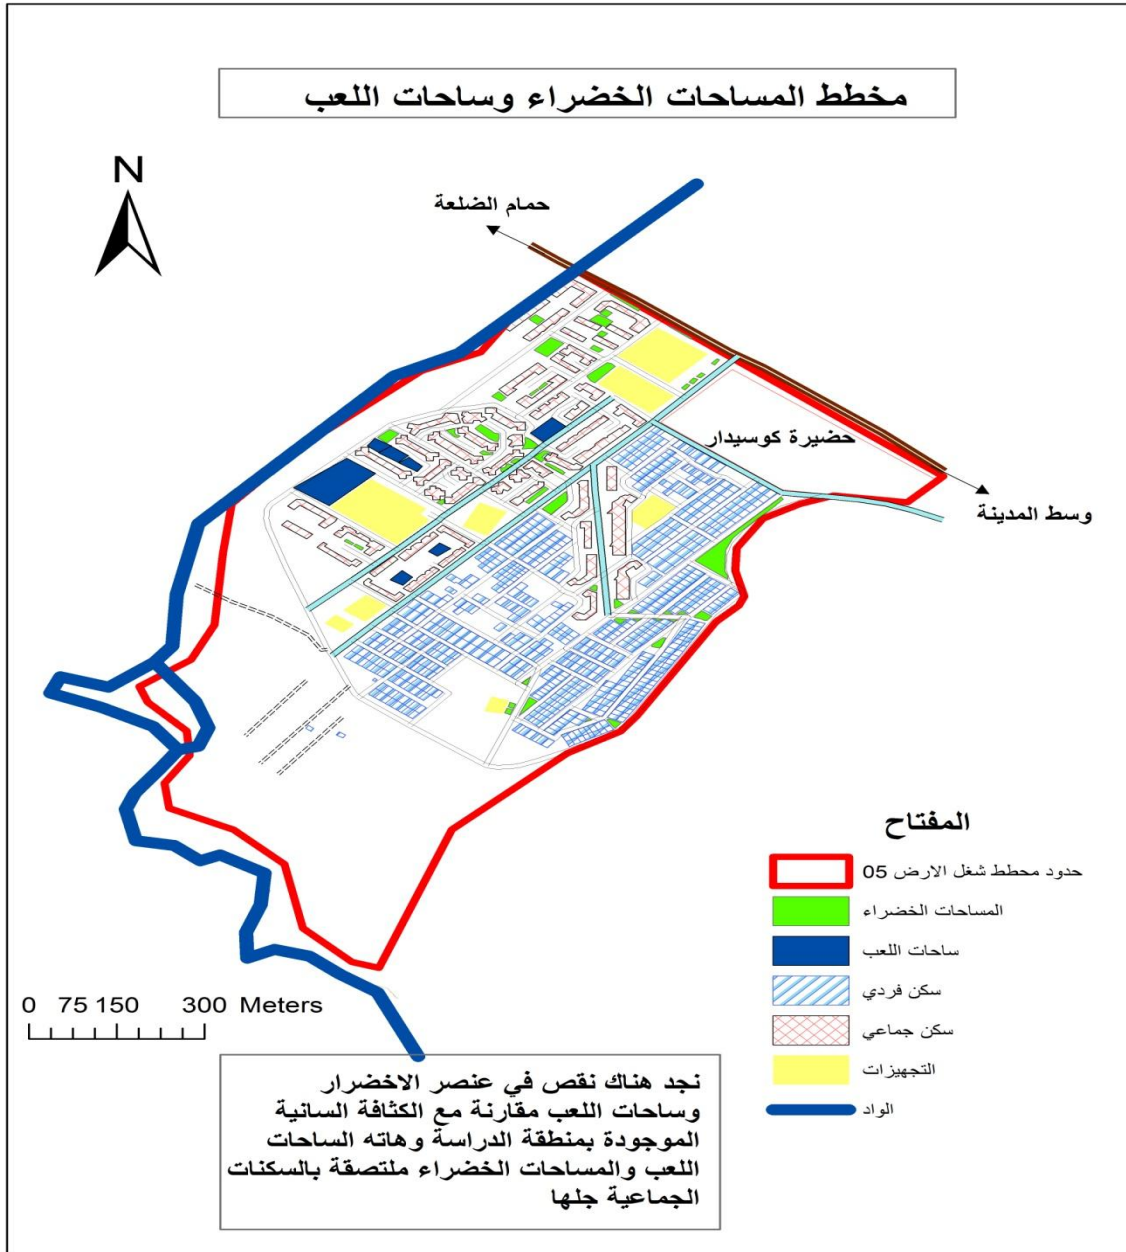 مخطط المساحات الخضراء وساحات اللعب
N
حمام الضلعة
حضيرة كوسيدار
وسط المدينة
المفتاح
حدود محطط شغل الارض 05
المساحات الخضراء
ساحات اللعب
سكن فردي
سكن جماعي
التجهيزات
الواد
0 75 150 300 Meters
نجد هناك نقص في عنصر الاخضرار
وساحات اللعب مقارنة مع الكثافة السانية
الموجودة بمنطقة الدراسة وهاته الساحات
اللعب والمساحات الخضراء ملتصقة بالسكنات
الجماعية جلها